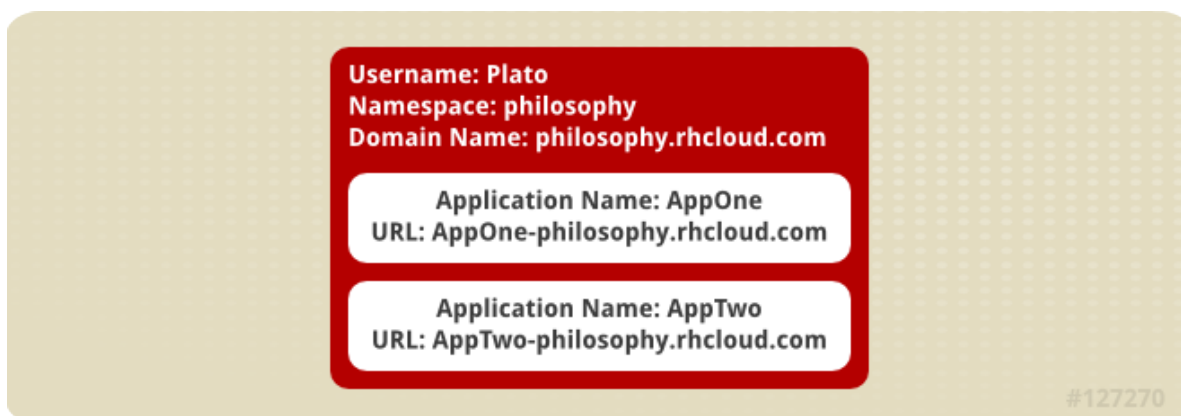 Username: Plato
Namespace: philosophy
Domain Name: philosophy.rhcloud.com
Application Name: AppOne
URL: AppOne-philosophy.rhcloud.com
Application Name: AppTwo
URL: AppTwo-philosophy.rhcloud.com
#127270